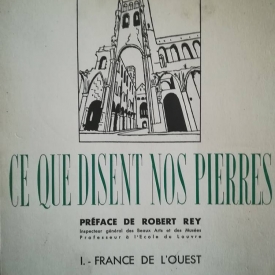 CE QUE DISENT NOS PIERRES
PRÉFACE DE ROBERT REY
Inspecteur général des Beaux Arts et des Musées
Professeur à l'École du Louvre
I. - FRANCE DE L'OUEST